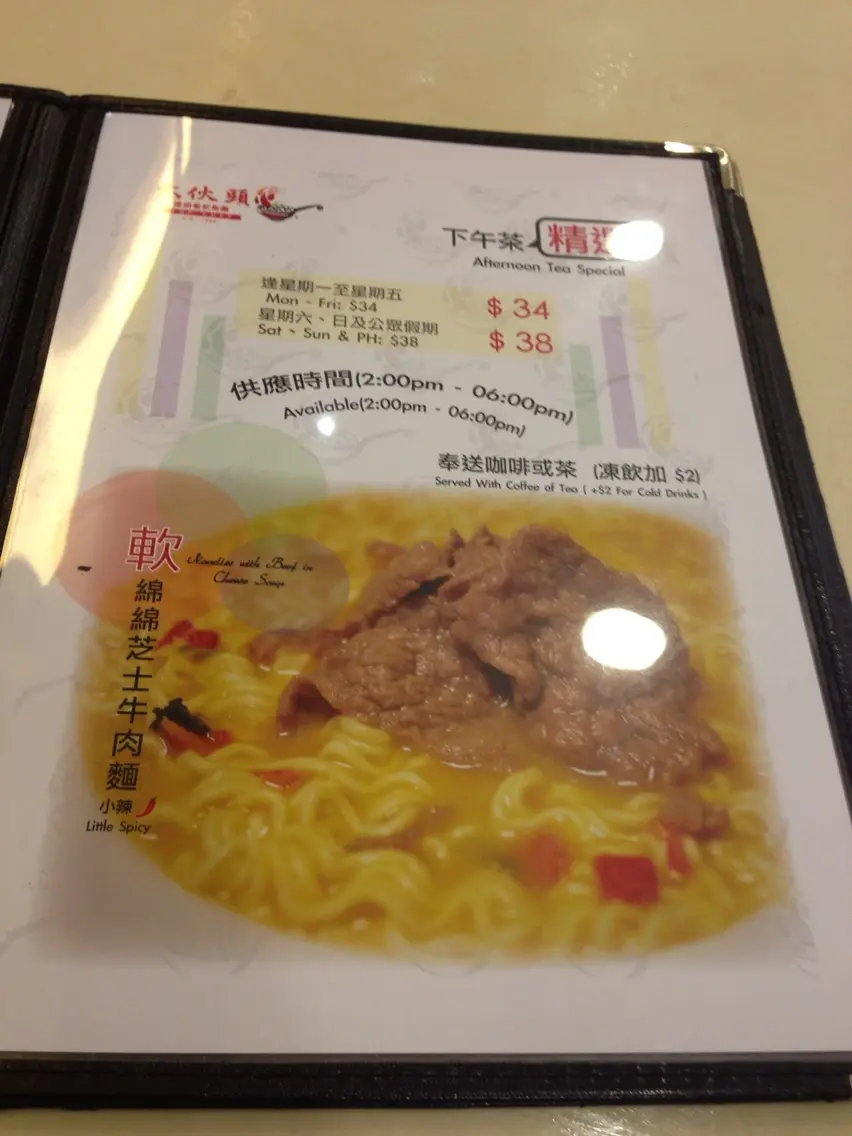 伙頭
下午茶 精選
Afternoon Tea Special
逢星期一至星期五
Mon - Fri: $34
$ 34
星期六、日及公眾假期
Sat、Sun & PH: $38
$ 38
供應時間(2:00pm - 06:00pm)
Available(2:00pm - 06:00pm)
奉送咖啡或茶 (凍飲加 $2)
Served With Coffee of Tea ( +$2 For Cold Drinks )
軟綿綿芝士牛肉麵
Noodles with Beef in
Cheese Soup
小辣
Little Spicy